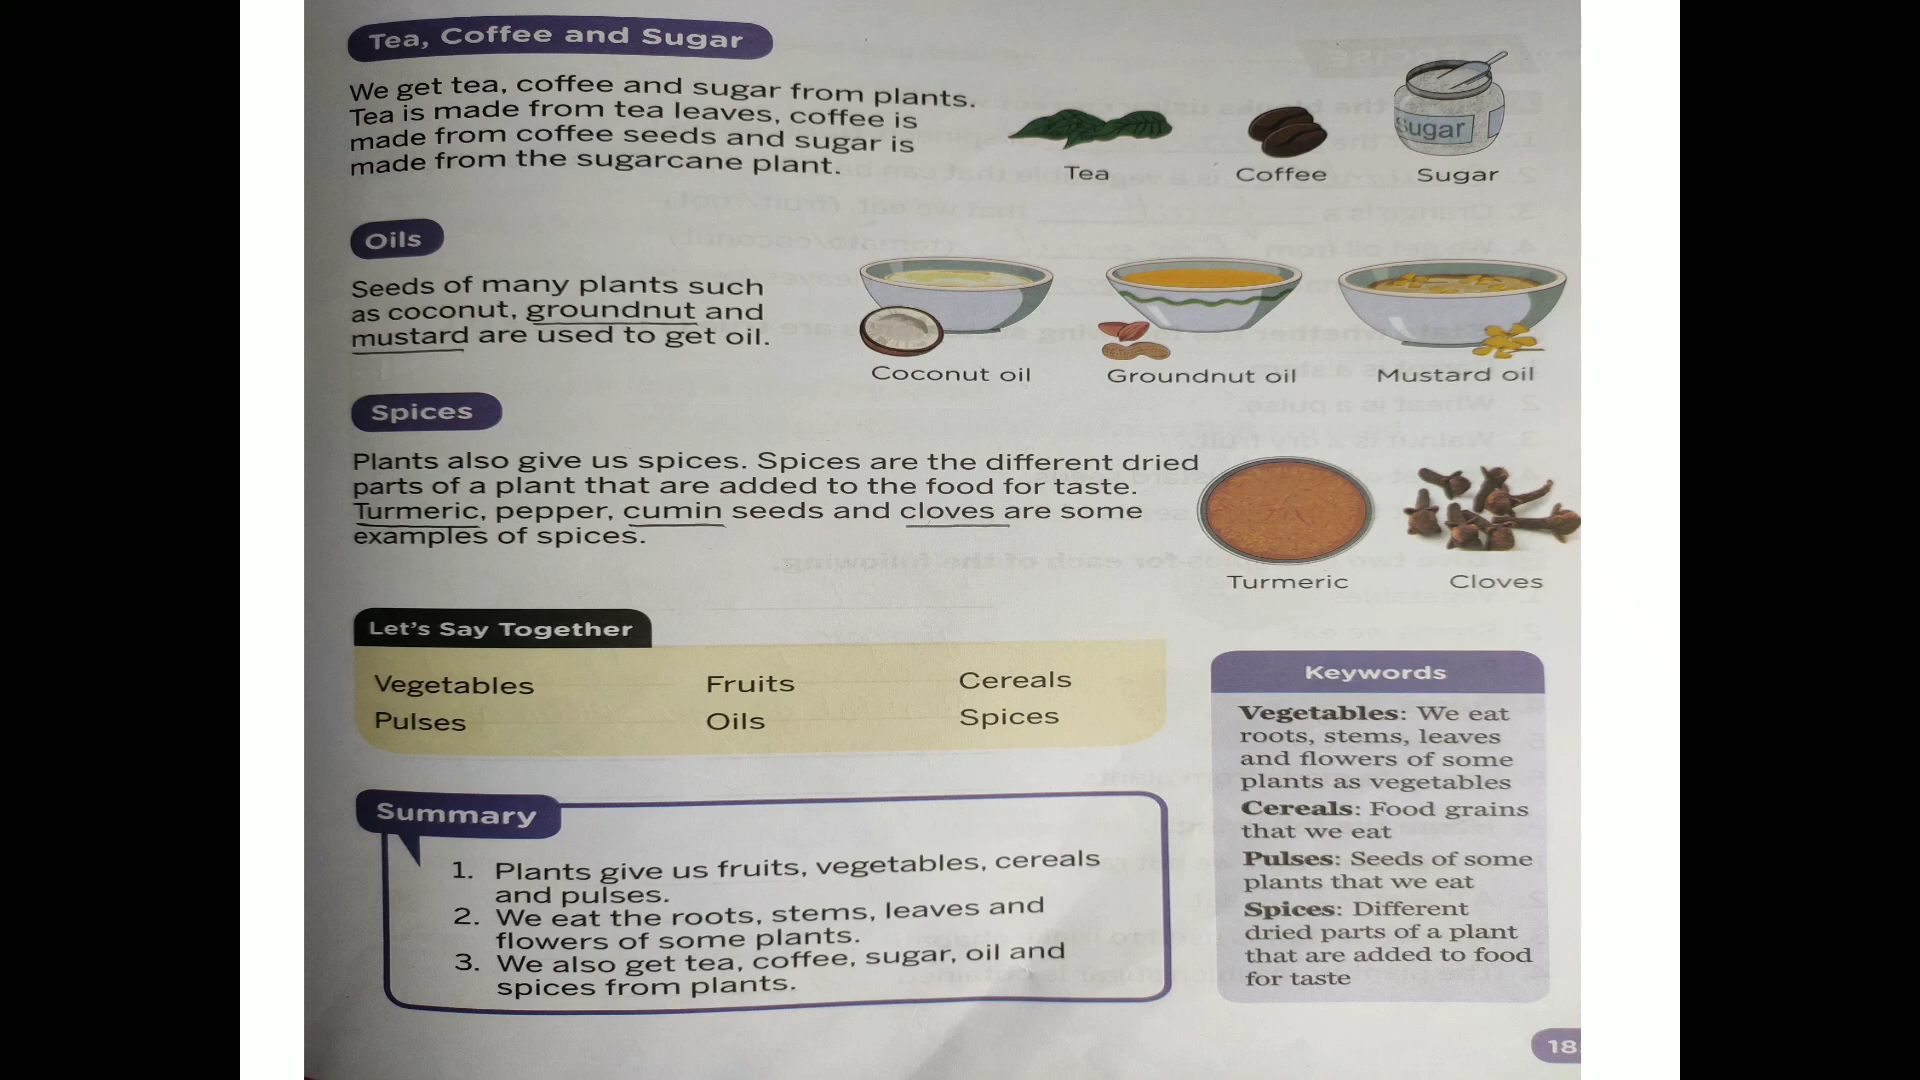 Tea, Coffee and Sugar
We get tea, coffee and sugar from plants.
Tea is made from tea leaves, coffee is
made from coffee seeds and sugar is
made from the sugarcane plant.
Sugar
Tea
Coffee
Sugar
Oils
Seeds of many plants such
as coconut, groundnut and
mustard are used to get oil.
Coconut oil
Groundnut oil
Mustard oil
Spices
Plants also give us spices. Spices are the different dried
parts of a plant that are added to the food for taste.
Turmeric, pepper, cumin seeds and cloves are some
examples of spices.
Turmeric
Cloves
Let's Say Together
Vegetables Fruits Cereals
Pulses Oils Spices
Summary
1. Plants give us fruits, vegetables, cereals
and pulses.
2. We eat the roots, stems, leaves and
flowers of some plants.
3. We also get tea, coffee, sugar, oil and
spices from plants.
Keywords
Vegetables: We eat
roots, stems, leaves
and flowers of some
plants as vegetables
Cereals: Food grains
that we eat
Pulses: Seeds of some
plants that we eat
Spices: Different
dried parts of a plant
that are added to food
for taste
18